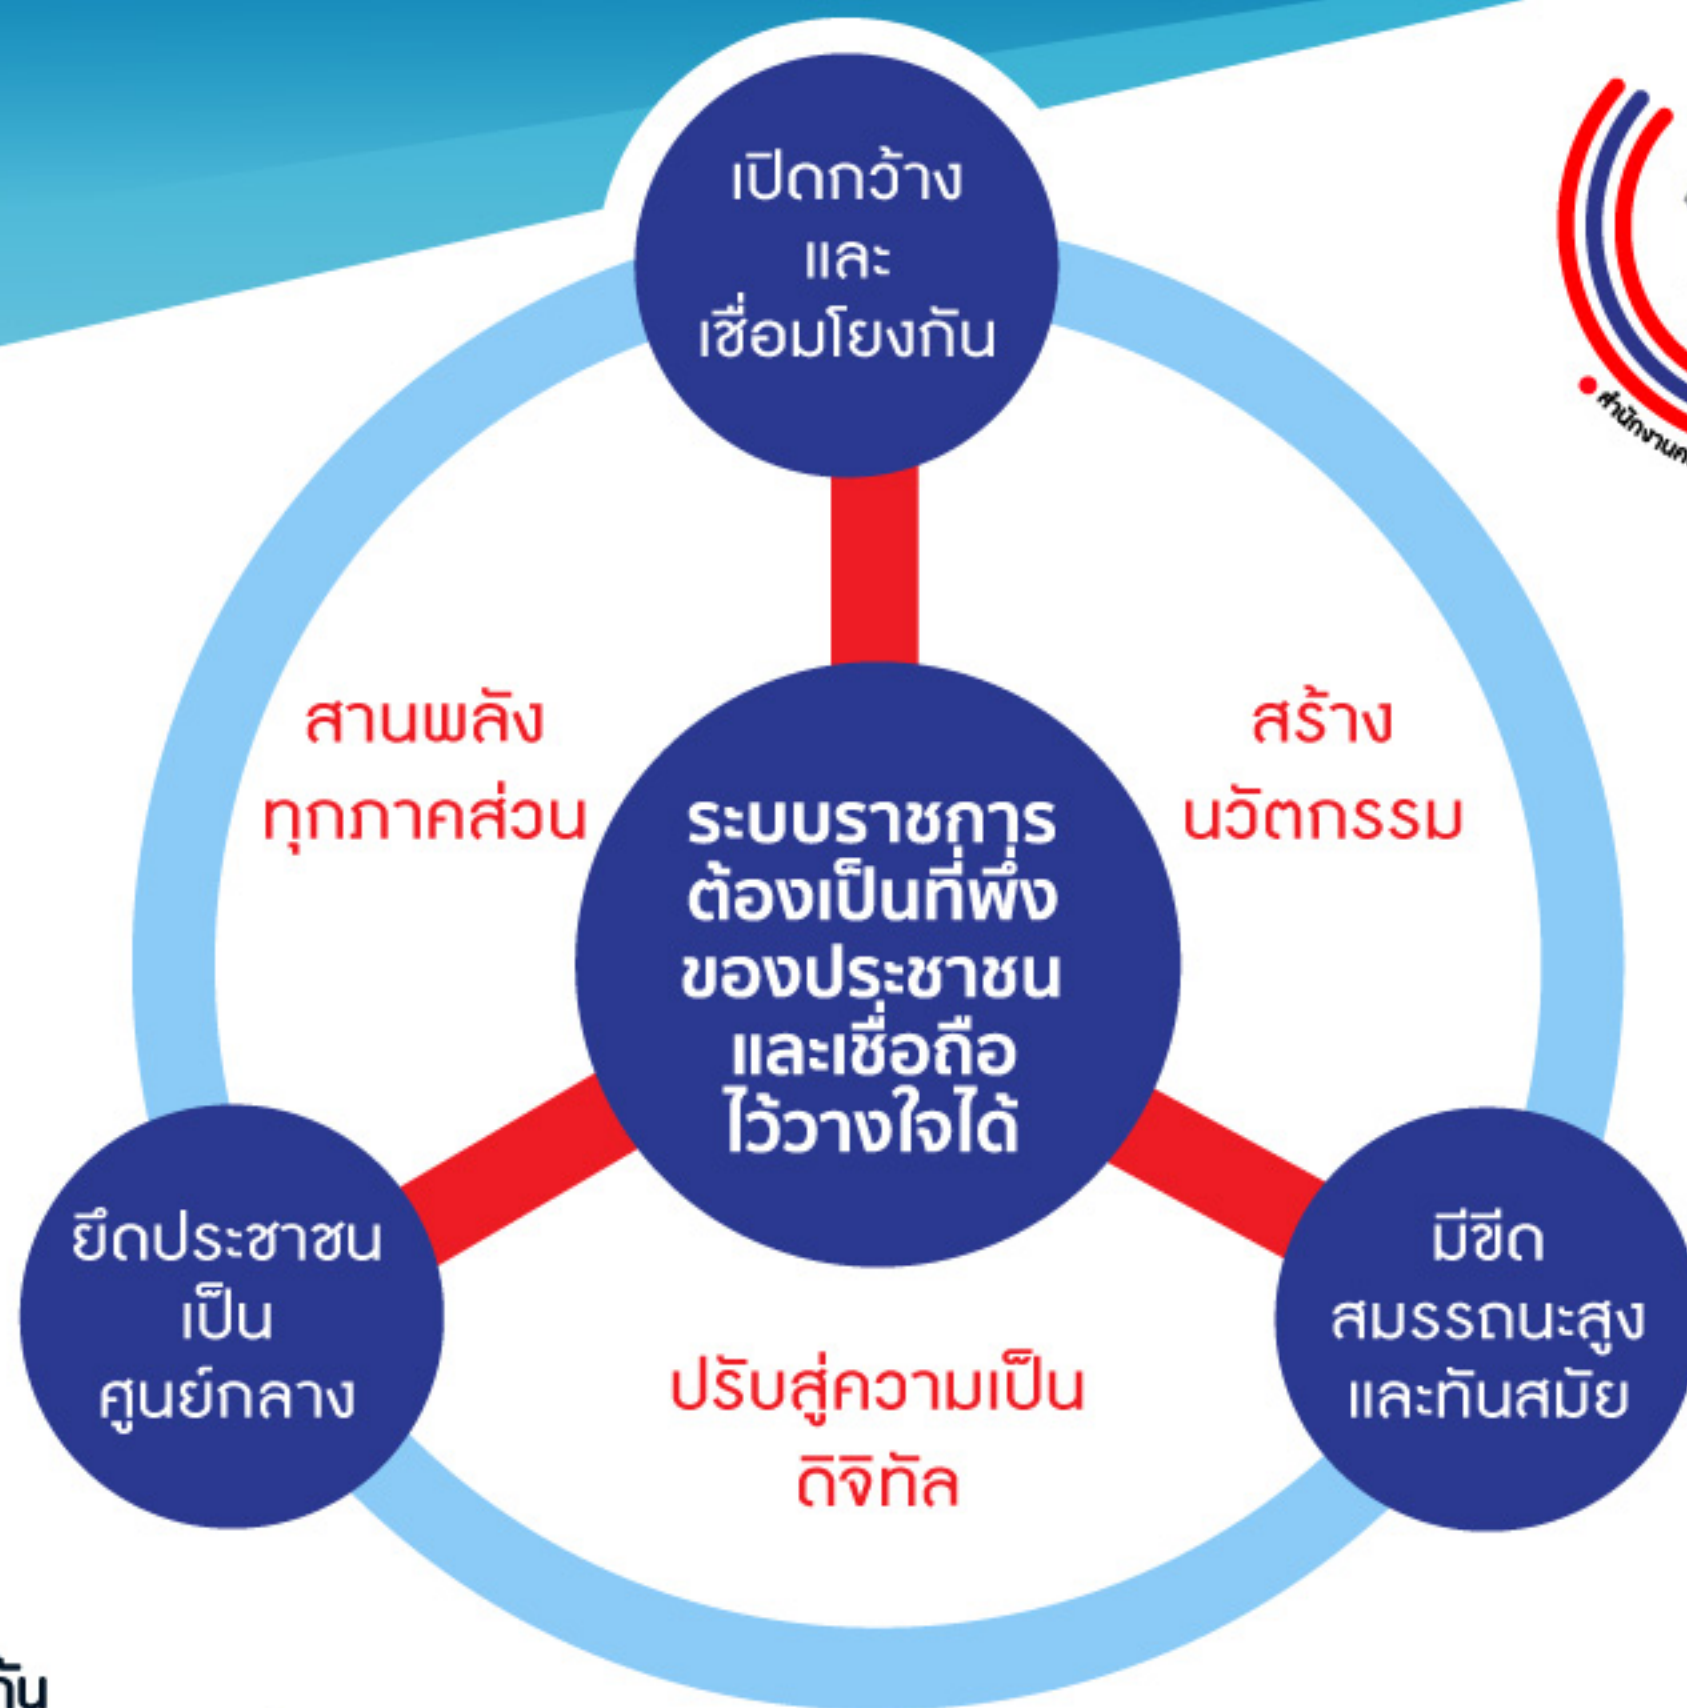 เปิดกว้าง
และ
เชื่อมโยงกัน
สานพลัง
ทุกภาคส่วน
สร้าง
นวัตกรรม
ระบบราชการ
ต้องเป็นที่พึ่ง
ของประชาชน
และเชื่อถือ
ไว้วางใจได้
ยึดประชาชน
เป็น
ศูนย์กลาง
มีขีด
สมรรถนะสูง
และทันสมัย
ปรับสู่ความเป็น
ดิจิทัล
สำนักงาน